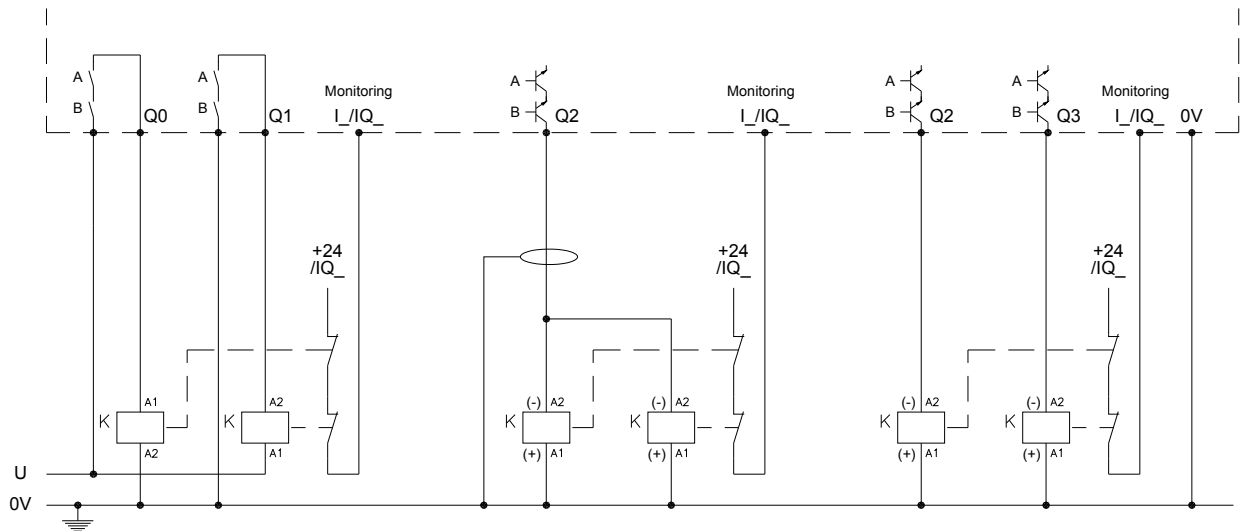 A
B
Q0
A
B
Q1
Monitoring
I_/IQ_
A
B
Q2
Monitoring
I_/IQ_
A
B
Q2
A
B
Q3
Monitoring
I_/IQ_
0V
+24
/IQ_
+24
/IQ_
+24
/IQ_
K
A1
A2
K
A2
A1
K
(-)
A2
(+)
A1
K
(-)
A2
(+)
A1
K
(-)
A2
(+)
A1
K
(-)
A2
(+)
A1
U
0V